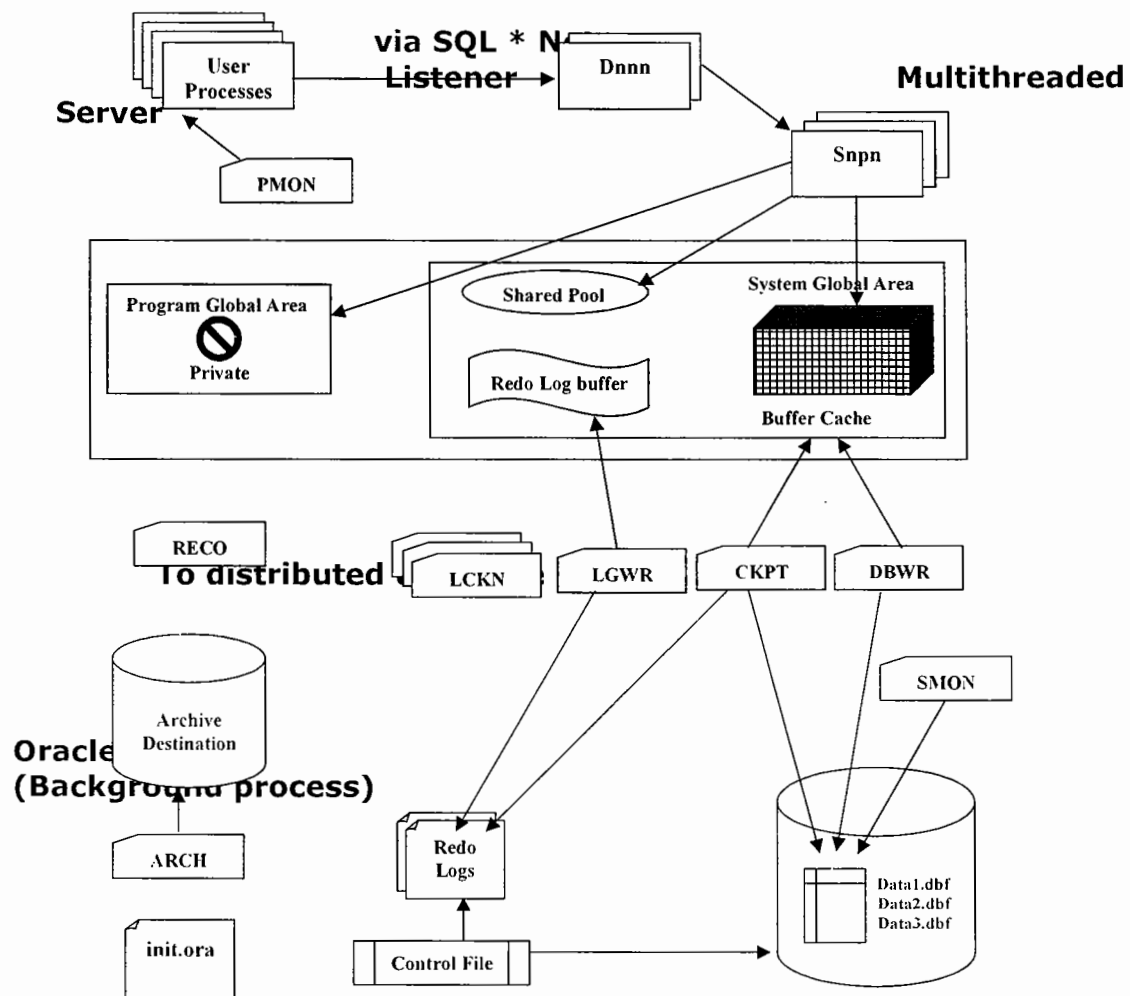 via SQL * Ne
Listener
User
Processes
Dnnn
Multithreaded
Server
Snpn
PMON
Program Global Area
Private
Shared Pool
System Global Area
Redo Log buffer
Buffer Cache
RECO
To distributed
LCKN
LGWR
CKPT
DBWR
SMON
Archive
Destination
Oracle
(Background process)
ARCH
Redo
Logs
Data1.dbf
Data2.dbf
Data3.dbf
init.ora
Control File